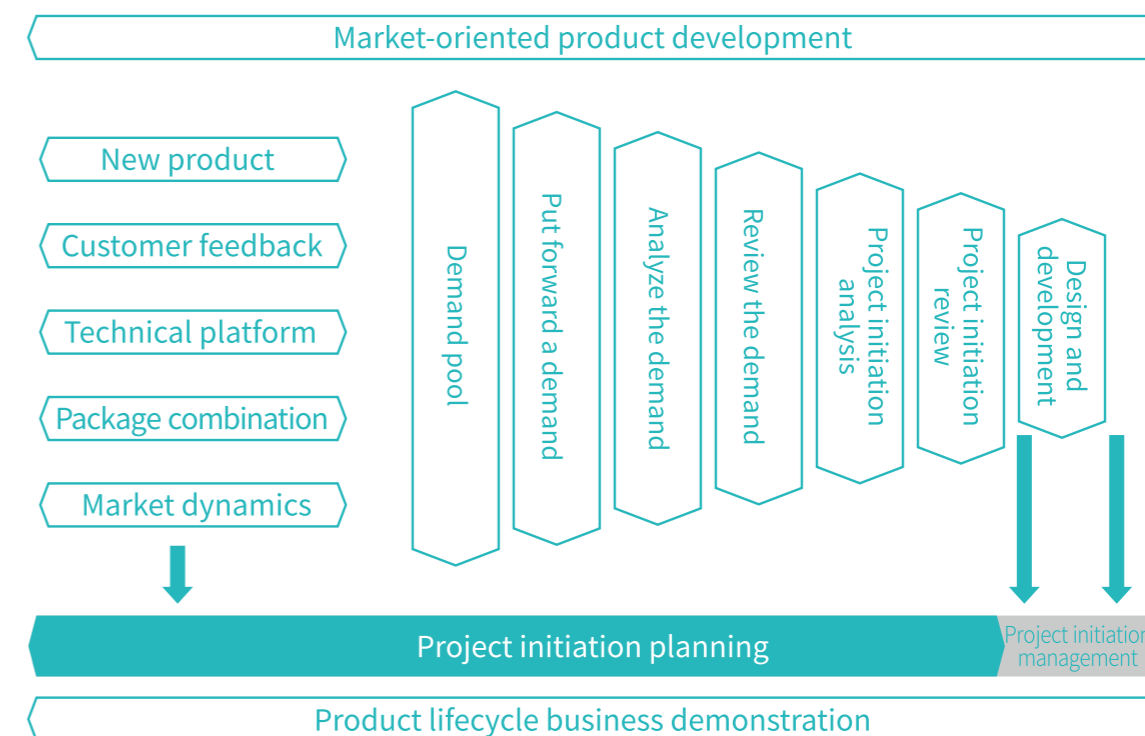 Market-oriented product development
New product
Customer feedback
Technical platform
Package combination
Market dynamics
Demand pool
Put forward a demand
Analyze the demand
Review the demand
Project initiation
analysis
Project initiation
review
Design and
development
Project initiation planning
Project initiation
management
Product lifecycle business demonstration